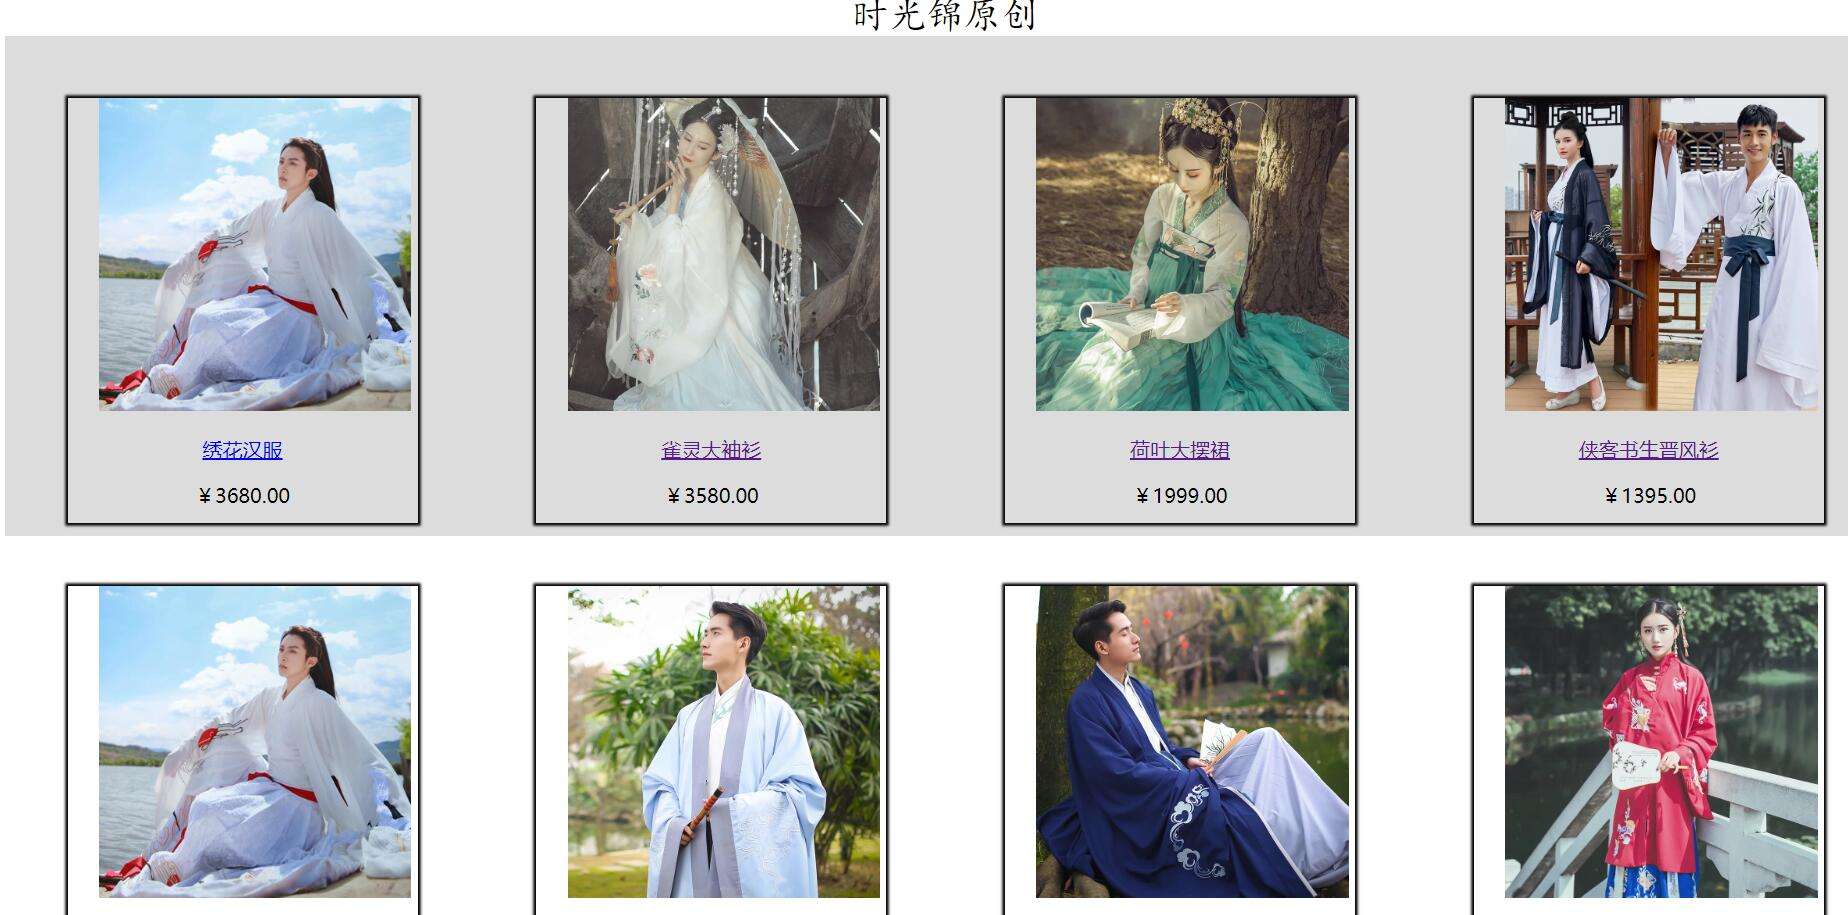 时光锦原创
绣花汉服
雀灵大袖衫
荷叶大摆裙
侠客书生晋风衫
￥3680.00
￥3580.00
￥1999.00
￥1395.00